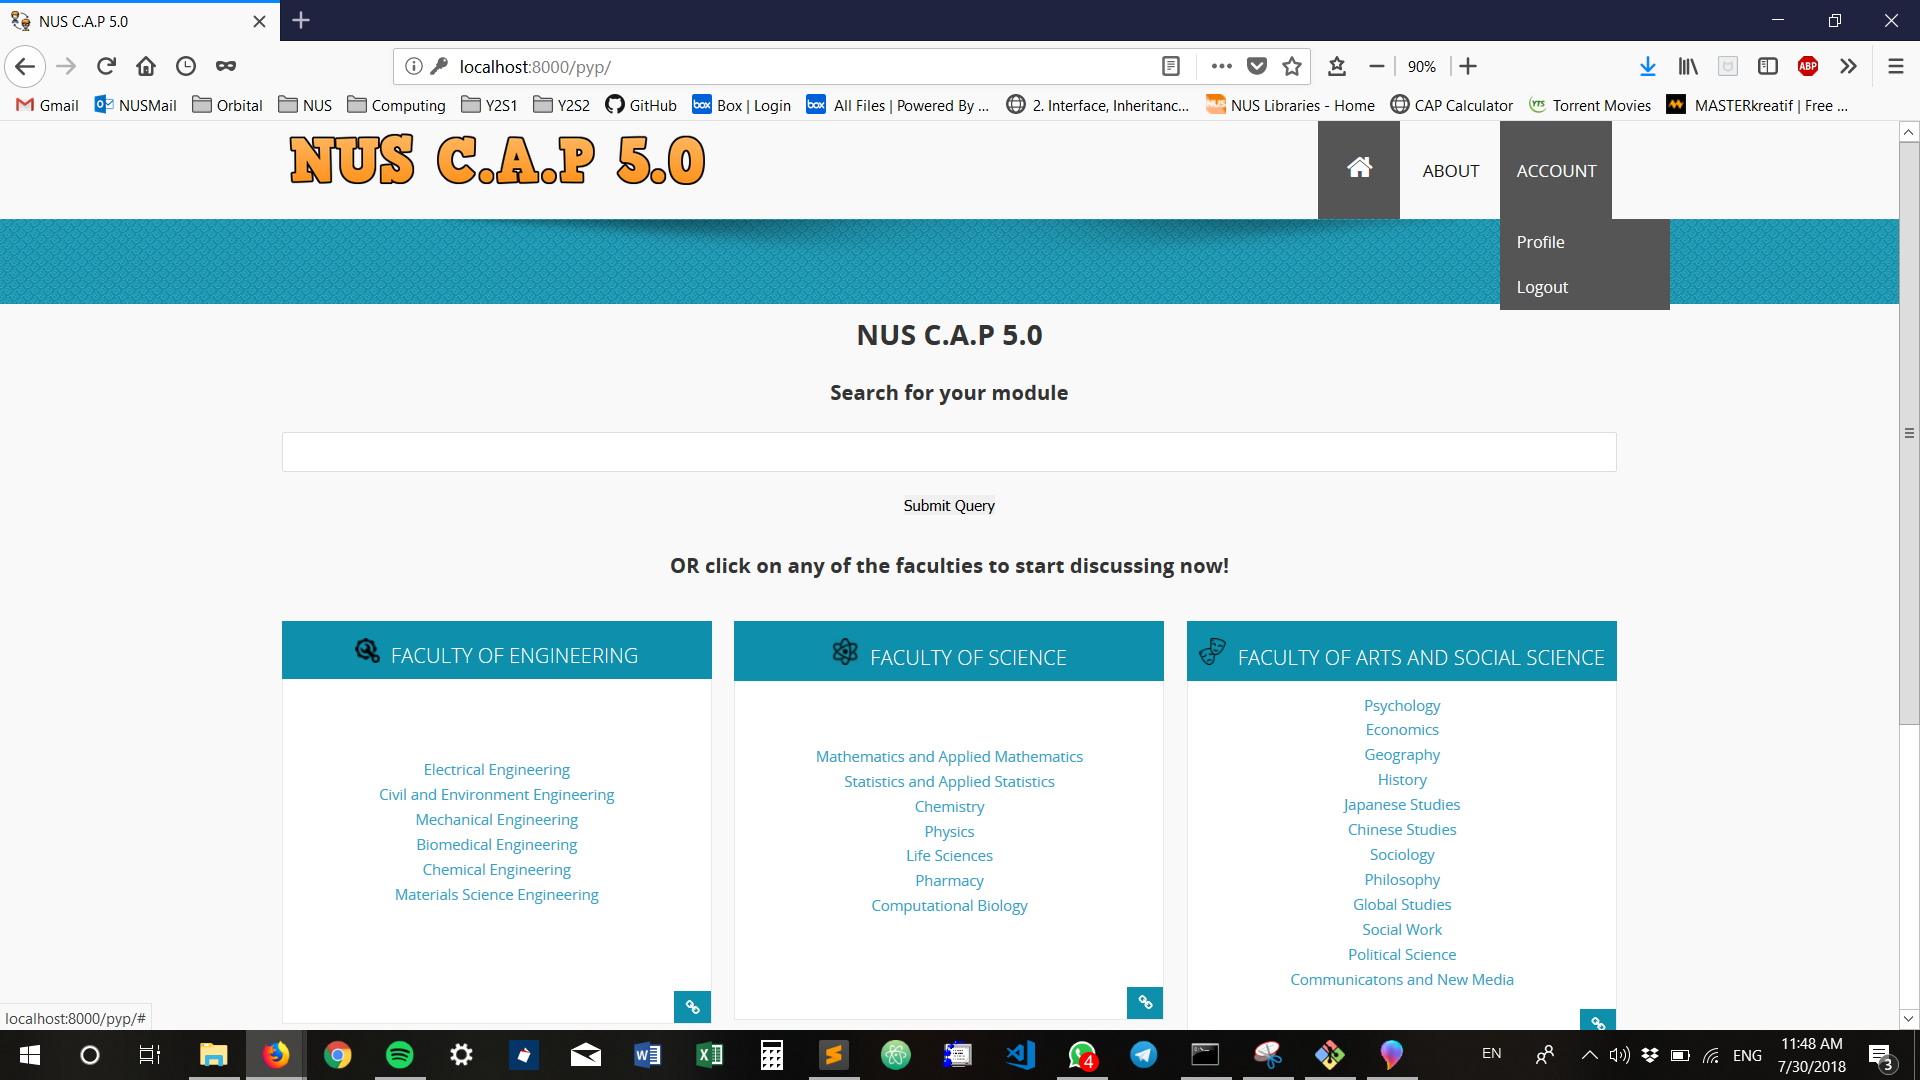 NUS C.A.P 5.0
localhost:8000/pyp/
90%
ABP
Gmail
NUSMail
Orbital
NUS
Computing
Y2S1
Y2S2
GitHub
box
Box | Login
box
All Files | Powered By ...
2. Interface, Inheritanc...
NUS
NUS Libraries - Home
CAP Calculator
YTS
Torrent Movies
MASTERkreatif | Free ...
NUS C.A.P 5.0
ABOUT
ACCOUNT
Profile
Logout
NUS C.A.P 5.0
Search for your module
Submit Query
OR click on any of the faculties to start discussing now!
FACULTY OF ENGINEERING
Electrical Engineering
Civil and Environment Engineering
Mechanical Engineering
Biomedical Engineering
Chemical Engineering
Materials Science Engineering
FACULTY OF SCIENCE
Mathematics and Applied Mathematics
Statistics and Applied Statistics
Chemistry
Physics
Life Sciences
Pharmacy
Computational Biology
FACULTY OF ARTS AND SOCIAL SCIENCE
Psychology
Economics
Geography
History
Japanese Studies
Chinese Studies
Sociology
Philosophy
Global Studies
Social Work
Political Science
Communicatons and New Media
localhost:8000/pyp/#
4
EN
ENG
11:48 AM
7/30/2018
3